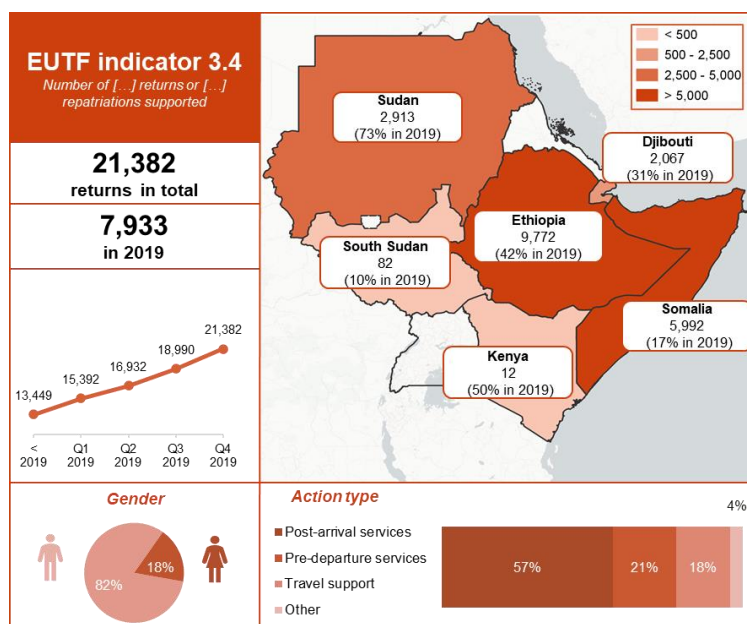 EUTF indicator 3.4
Number of […] returns or […]
repatriations supported
21,382
returns in total
7,933
in 2019
13,449
15,392
16,932
18,990
21,382
<
2019
Q1
2019
Q2
2019
Q3
2019
Q4
2019
< 500
500 - 2,500
2,500 - 5,000
> 5,000
Sudan
2,913
(73% in 2019)
Djibouti
2,067
(31% in 2019)
Ethiopia
9,772
(42% in 2019)
South Sudan
82
(10% in 2019)
Somalia
5,992
(17% in 2019)
Kenya
12
(50% in 2019)
Gender
82%
18%
Action type
Post-arrival services
Pre-departure services
Travel support
Other
57%
21%
18%
4%